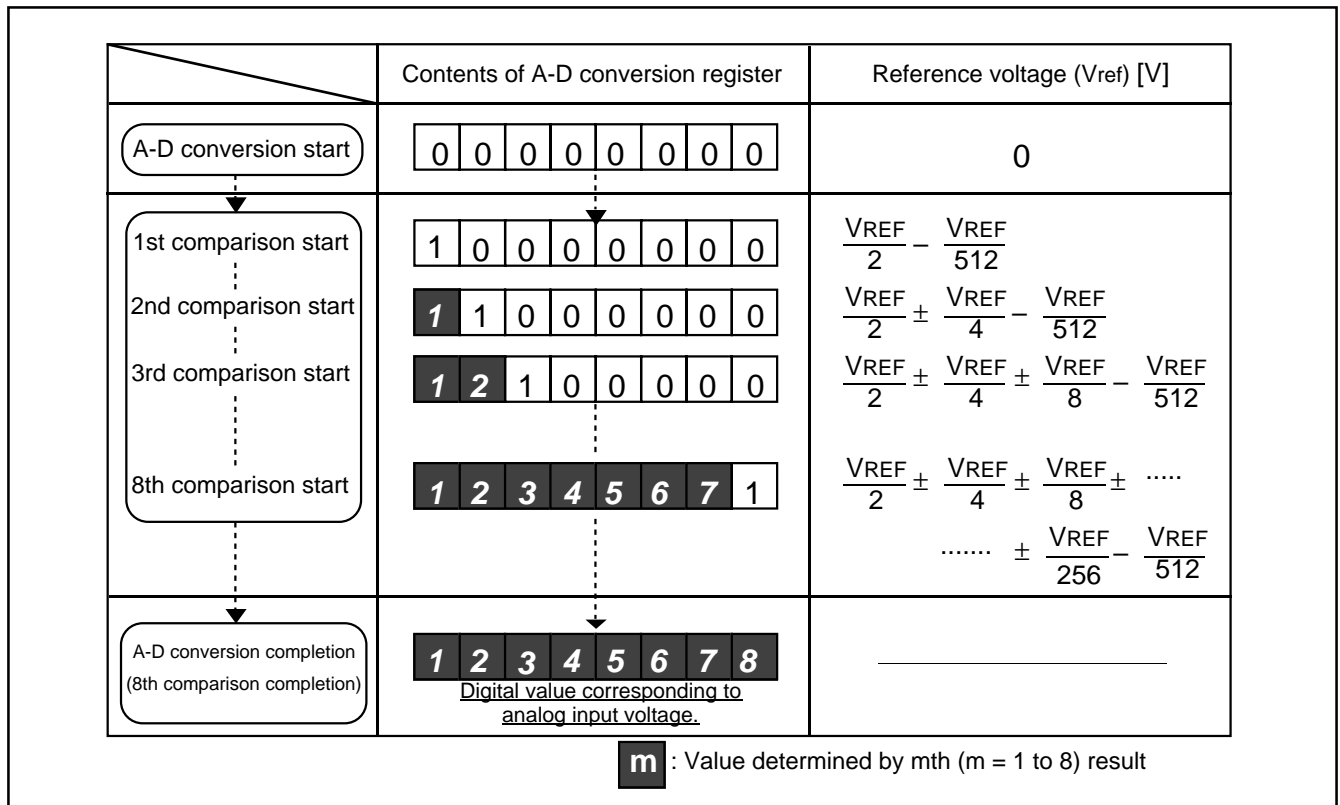 Contents of A-D conversion register Reference voltage (Vref) [V]
A-D conversion start 0 0 0 0 0 0 0 0 0
1st comparison start 1 0 0 0 0 0 0 0 VREF/2 – VREF/512
2nd comparison start 1 1 0 0 0 0 0 0 VREF/2 ± VREF/4 – VREF/512
3rd comparison start 1 2 1 0 0 0 0 0 VREF/2 ± VREF/4 ± VREF/8 – VREF/512
8th comparison start 1 2 3 4 5 6 7 1 VREF/2 ± VREF/4 ± VREF/8 ± .....
....... ± VREF/256 – VREF/512
A-D conversion completion
(8th comparison completion)
1 2 3 4 5 6 7 8
Digital value corresponding to
analog input voltage.
m : Value determined by mth (m = 1 to 8) result